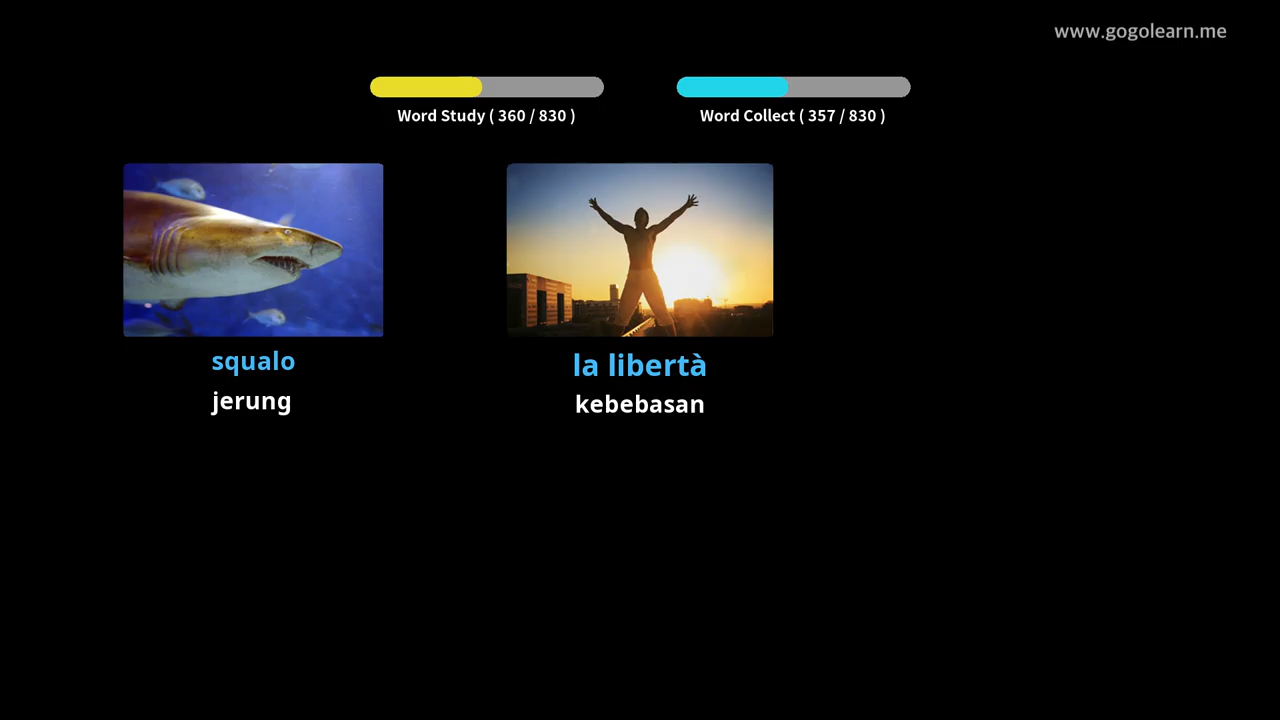 www.gogolearn.me
Word Study ( 360 / 830 )
Word Collect ( 357 / 830 )
squalo
jerung
la libertà
kebebasan